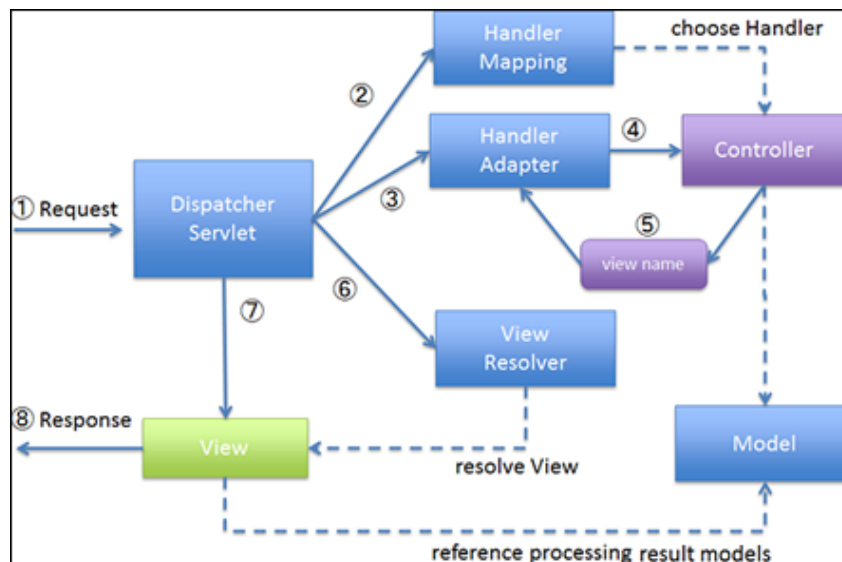 Handler
Mapping
choose Handler
②
Handler
Adapter
④
Controller
① Request
Dispatcher
Servlet
③
⑤
view name
⑥
⑦
View
Resolver
⑧ Response
View
resolve View
Model
reference processing result models